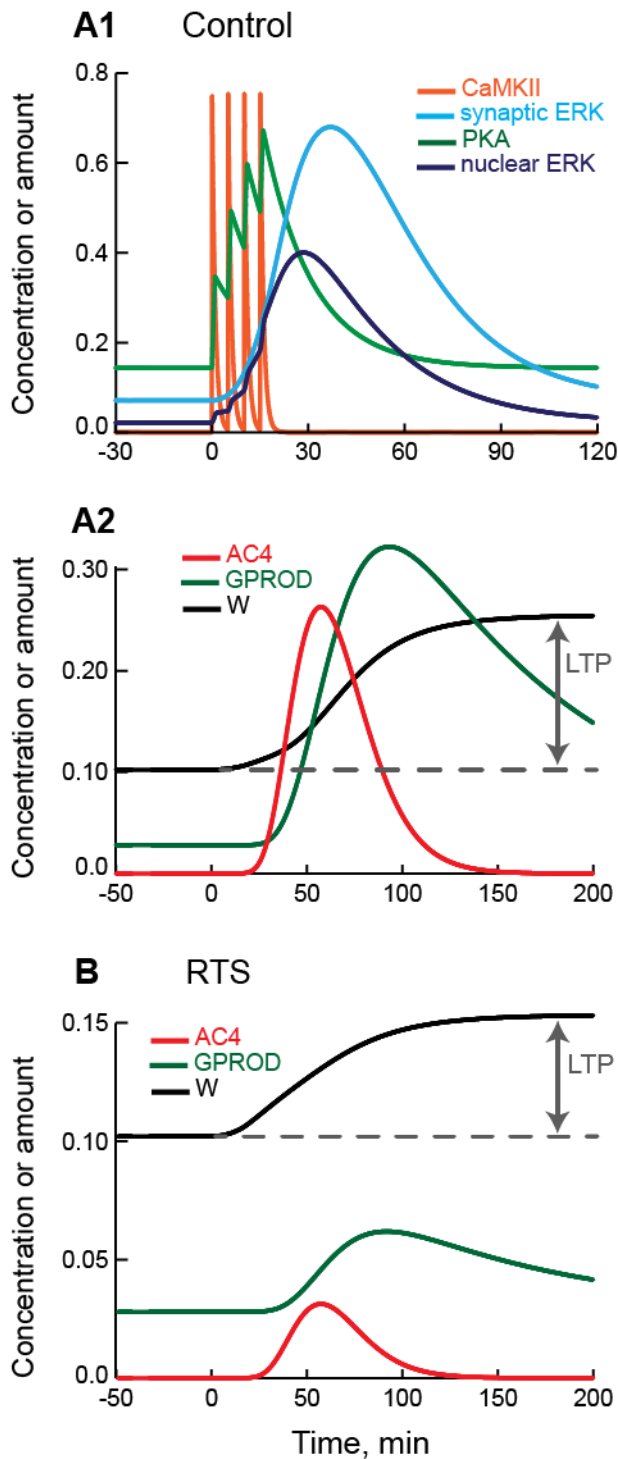 A1 Control
Concentration or amount
0.8
0.6
0.4
0.2
0.0
CaMKII
synaptic ERK
PKA
nuclear ERK
-30 0 30 60 90 120
A2
Concentration or amount
0.30
0.20
0.10
0.0
AC4
GPROD
W
LTP
-50 0 50 100 150 200
B RTS
Concentration or amount
0.15
0.10
0.05
0.0
AC4
GPROD
W
LTP
-50 0 50 100 150 200
Time, min